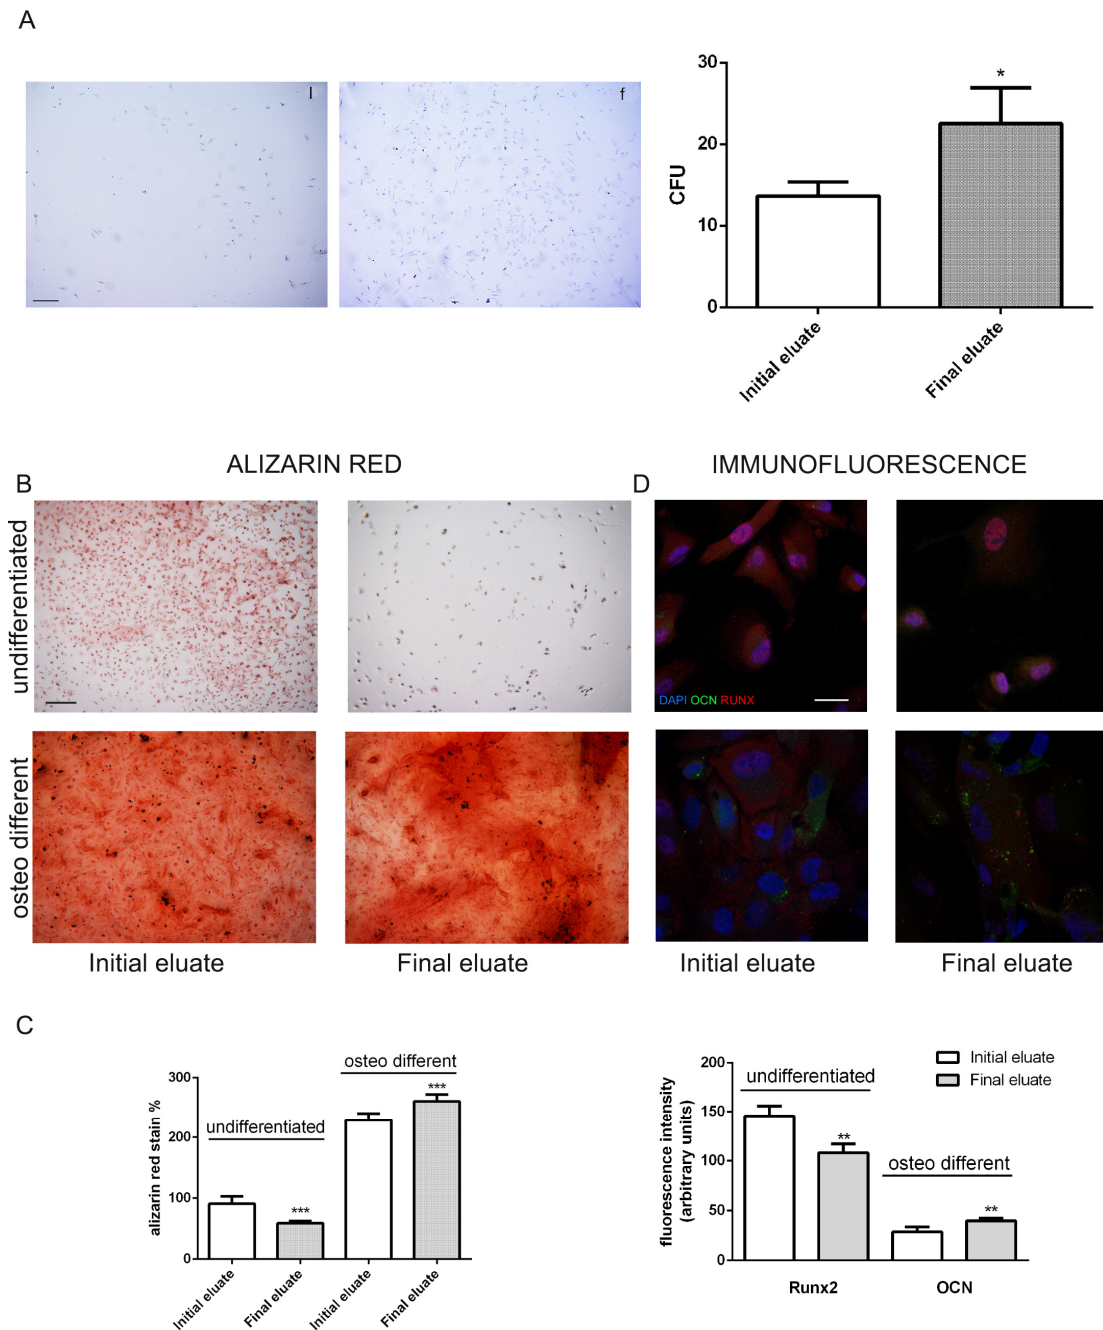 A
I
f
30
20
10
0
CFU
*
Initial eluate
Final eluate
ALIZARIN RED
IMMUNOFLUORESCENCE
B
D
undifferentiated
osteo different
DAPI OCN RUNX
Initial eluate
Final eluate
Initial eluate
Final eluate
C
300
200
100
0
alizarin red stain %
undifferentiated
osteo different
***
***
Initial eluate
Final eluate
Initial eluate
Final eluate
200
150
100
50
0
fluorescence intensity
(arbitrary units)
undifferentiated
osteo different
**
**
Runx2
OCN
Initial eluate
Final eluate